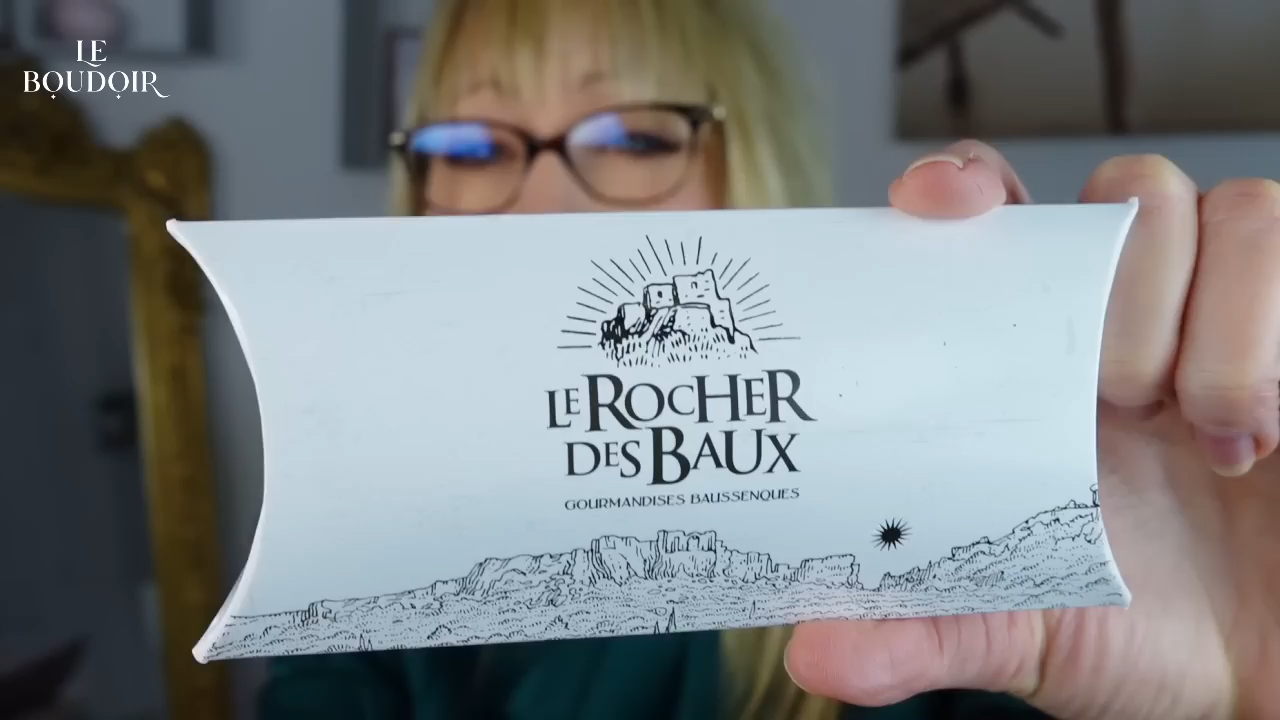 LE
BOUDOIR
LE ROCHER
DES BAUX
GOURMANDISES BAUSSENQUES